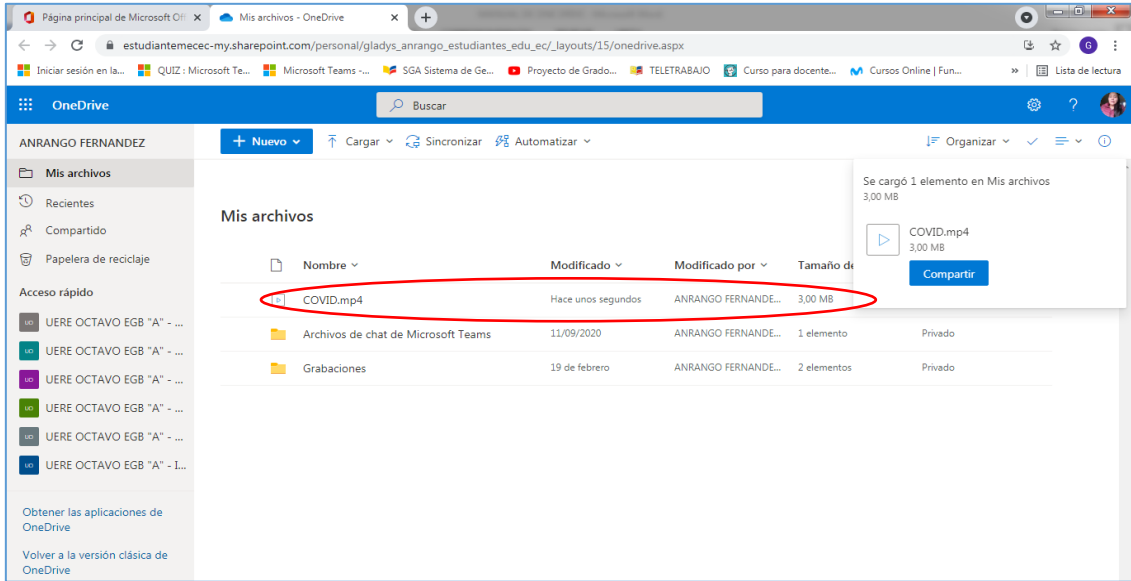 Página principal de Microsoft Of
Mis archivos - OneDrive
estudiantemecec-my.sharepoint.com/personal/gladys_anrango_estudiantes_edu_ec/_layouts/15/onedrive.aspx
G
Iniciar sesión en la... QUIZ : Microsoft Te... Microsoft Teams -... SGA Sistema de Ge... Proyecto de Grado... TELETRABAJO Curso para docente... Cursos Online | Fun... » Lista de lectura
OneDrive
Buscar
?
ANRANGO FERNANDEZ
+ Nuevo Cargar Sincronizar Automatizar Organizar
Mis archivos
Recientes
Compartido
Papelera de reciclaje
Acceso rápido
UO UERE OCTAVO EGB "A" - ...
UO UERE OCTAVO EGB "A" - ...
UO UERE OCTAVO EGB "A" - ...
UO UERE OCTAVO EGB "A" - ...
UO UERE OCTAVO EGB "A" - ...
UO UERE OCTAVO EGB "A" - I...
Obtener las aplicaciones de
OneDrive
Volver a la versión clásica de
OneDrive
Mis archivos
Nombre Modificado Modificado por Tamaño de
COVID.mp4 Hace unos segundos ANRANGO FERNANDE... 3,00 MB
Archivos de chat de Microsoft Teams 11/09/2020 ANRANGO FERNANDE... 1 elemento Privado
Grabaciones 19 de febrero ANRANGO FERNANDE... 2 elementos Privado
Se cargó 1 elemento en Mis archivos
3,00 MB
COVID.mp4
3,00 MB
Compartir